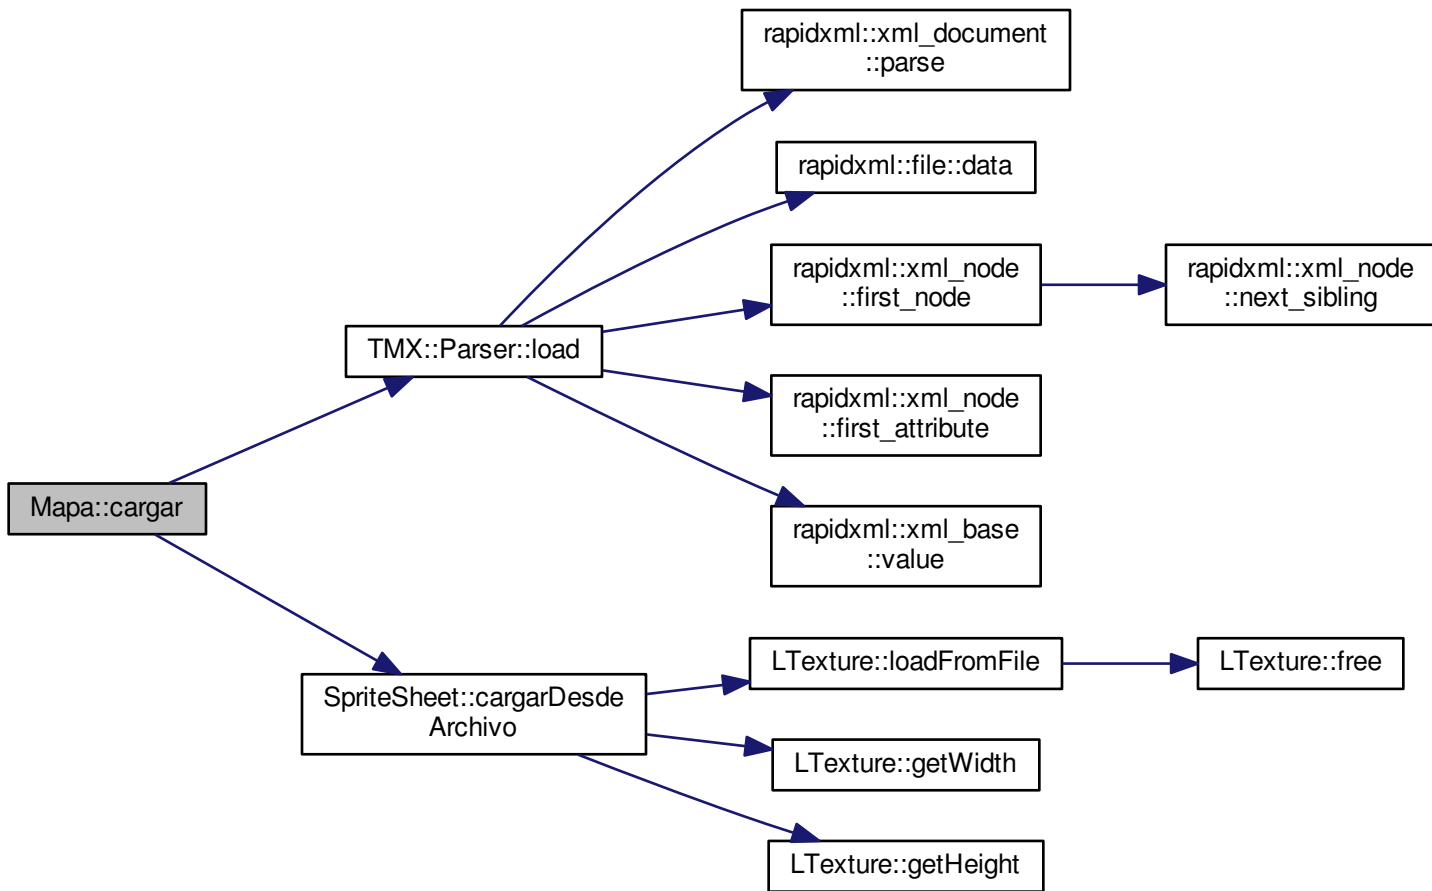 rapidxml::xml_document
::parse
rapidxml::file::data
rapidxml::xml_node
::first_node
rapidxml::xml_node
::next_sibling
TMX::Parser::load
rapidxml::xml_node
::first_attribute
Mapa::cargar
rapidxml::xml_base
::value
SpriteSheet::cargarDesde
Archivo
LTexture::loadFromFile
LTexture::free
LTexture::getWidth
LTexture::getHeight